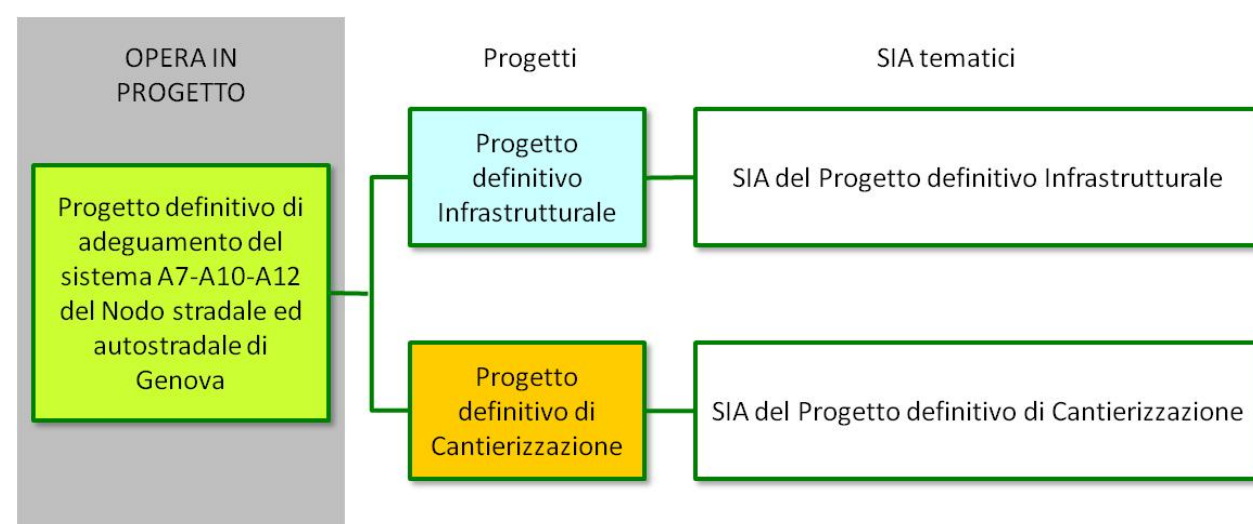 OPERA IN
PROGETTO
Progetti
SIA tematici
Progetto definitivo di
adeguamento del
sistema A7-A10-A12
del Nodo stradale ed
autostradale di
Genova
Progetto
definitivo
Infrastrutturale
SIA del Progetto definitivo Infrastrutturale
Progetto
definitivo di
Cantierizzazione
SIA del Progetto definitivo di Cantierizzazione